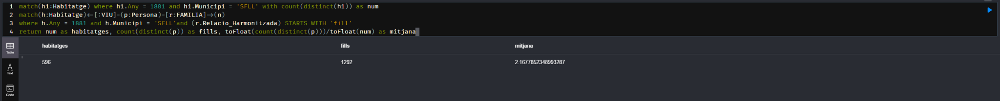 1 match(h1:Habitatge) where h1.Any = 1881 and h1.Municipi = 'SFLL' with count(distinct(h1)) as num
2 match(h:Habitatge)<-[:VIU]-(p:Persona)-[r:FAMILIA]->(n)
3 where h.Any = 1881 and h.Municipi = 'SFLL'and (r.Relacio_Harmonitzada) STARTS WITH 'fill'
4 return num as habitatges, count(distinct(p)) as fills, toFloat(count(distinct(p)))/toFloat(num) as mitjana
Table
habitatges fills mitjana
1
596 1292 2.1677852348993287
A
Text
Code